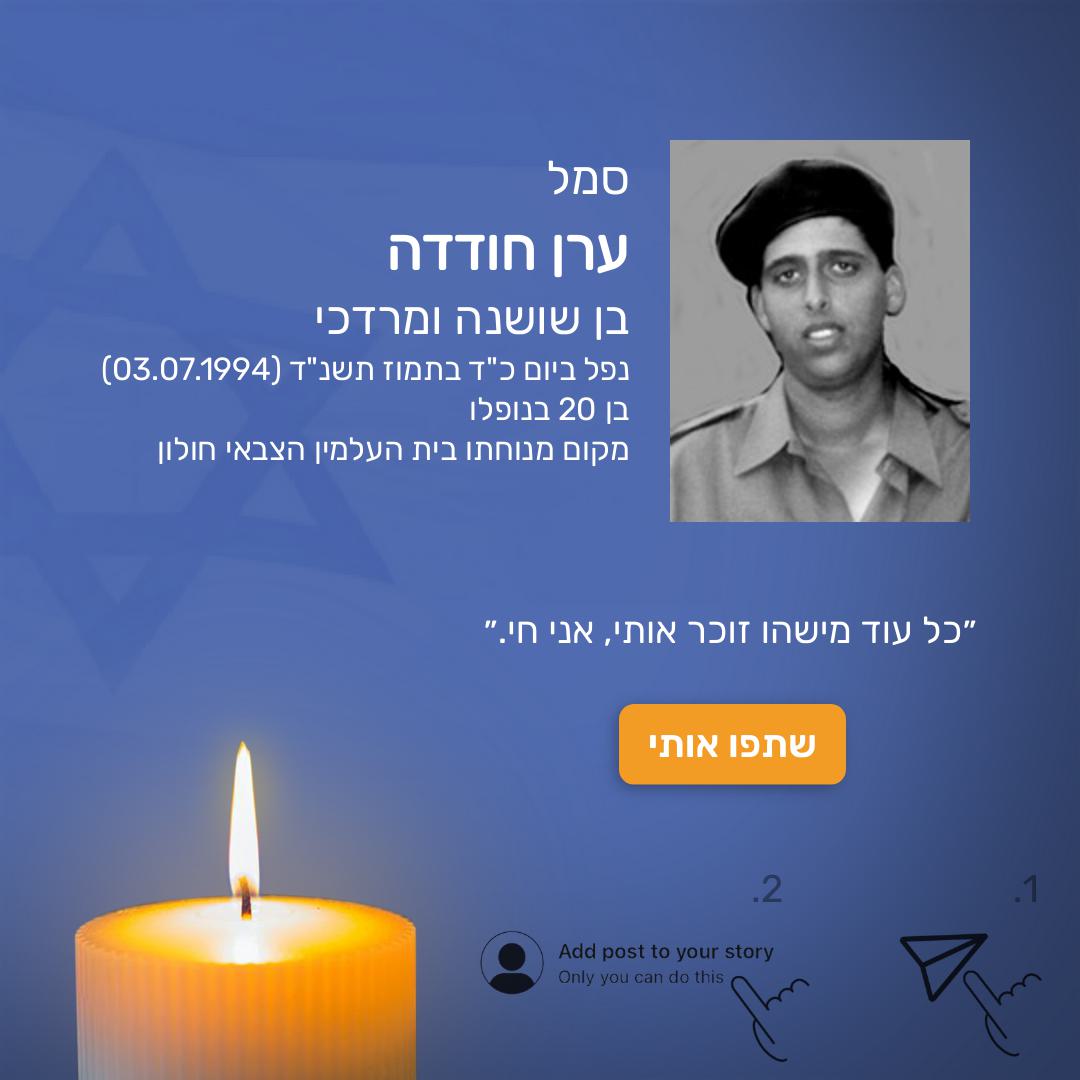 סמל
ערן חודדה
בן שושנה ומרדכי
נפל ביום כ"ד בתמוז תשנ"ד (03.07.1994)
בן 20 בנופלו
מקום מנוחתו בית העלמין הצבאי חולון
״כל עוד מישהו זוכר אותי, אני חי.״
שתפו אותי
1.
2.
Add post to your story
Only you can do this